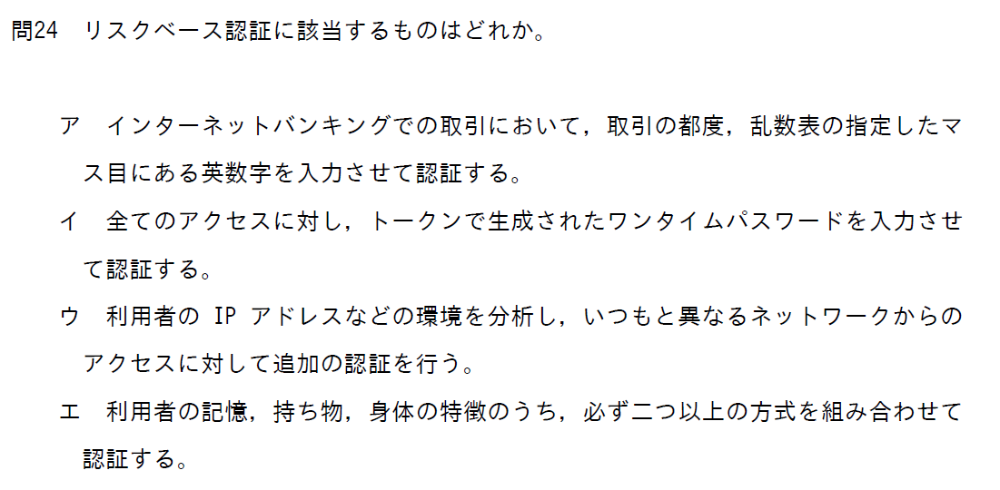 問24　リスクベース認証に該当するものはどれか。
ア　インターネットバンキングでの取引において，取引の都度，乱数表の指定したマ
ス目にある英数字を入力させて認証する。
イ　全てのアクセスに対し，トークンで生成されたワンタイムパスワードを入力させ
て認証する。
ウ　利用者の IP アドレスなどの環境を分析し，いつもと異なるネットワークからの
アクセスに対して追加の認証を行う。
エ　利用者の記憶，持ち物，身体の特徴のうち，必ず二つ以上の方式を組み合わせて
認証する。